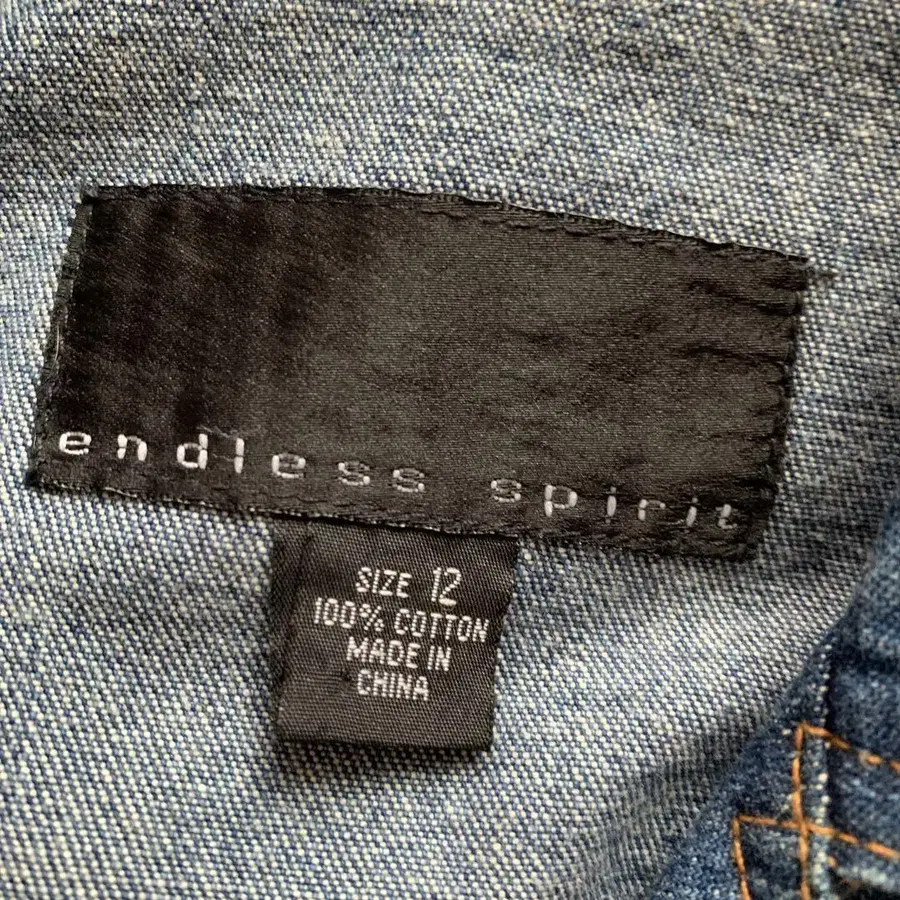 endless spirit
SIZE 12
100% COTTON
MADE IN
CHINA